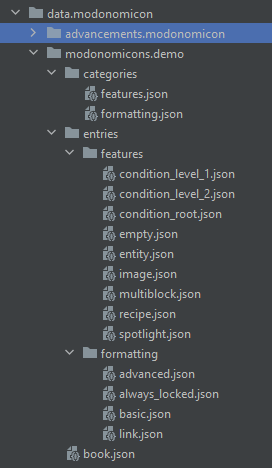 data.modonomicon
advancements.modonomicon
modonomicons.demo
categories
features.json
formatting.json
entries
features
condition_level_1.json
condition_level_2.json
condition_root.json
empty.json
entity.json
image.json
multiblock.json
recipe.json
spotlight.json
formatting
advanced.json
always_locked.json
basic.json
link.json
book.json